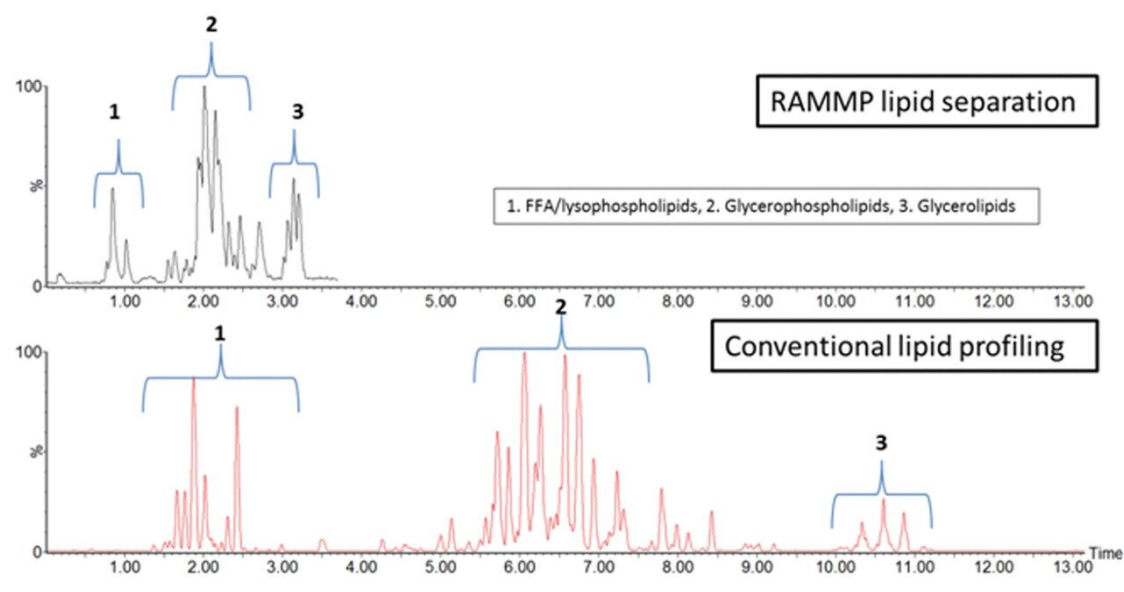 2
1
3
RAMMP lipid separation
100
%
0
1. FFA/lysophospholipids, 2. Glycerophospholipids, 3. Glycerolipids
1.00 2.00 3.00 4.00 5.00 6.00 7.00 8.00 9.00 10.00 11.00 12.00 13.00
1
2
3
Conventional lipid profiling
100
%
0
Time
1.00 2.00 3.00 4.00 5.00 6.00 7.00 8.00 9.00 10.00 11.00 12.00 13.00